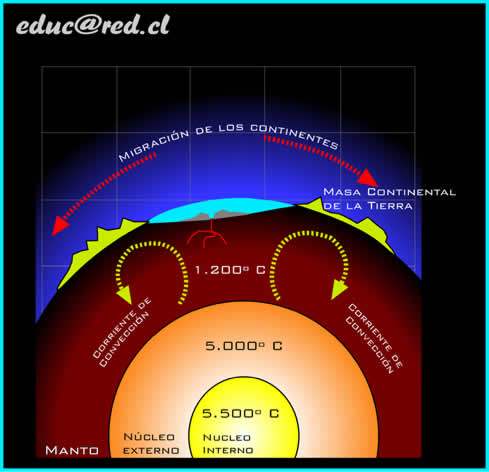 educ@red.cl
MIGRACIÓN DE LOS CONTINENTES
MASA CONTINENTAL
DE LA TIERRA
1.200º C
CORRIENTE DE
CONVECCIÓN
CORRIENTE DE
CONVECCIÓN
5.000º C
5.500º C
MANTO
NÚCLEO
EXTERNO
NUCLEO
INTERNO